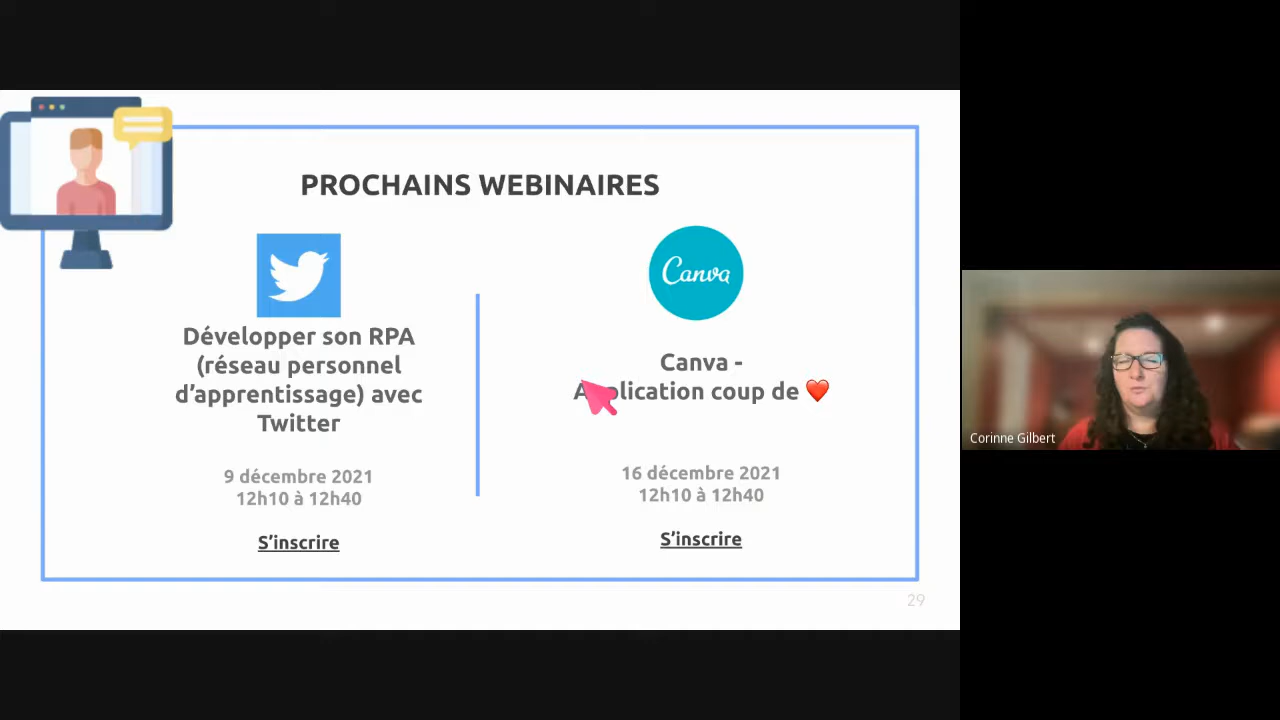 PROCHAINS WEBINAIRES
Développer son RPA
(réseau personnel
d'apprentissage) avec
Twitter
9 décembre 2021
12h10 à 12h40
S'inscrire
Canva
Canva -
Application coup de ❤️
16 décembre 2021
12h10 à 12h40
S'inscrire
29
Corinne Gilbert